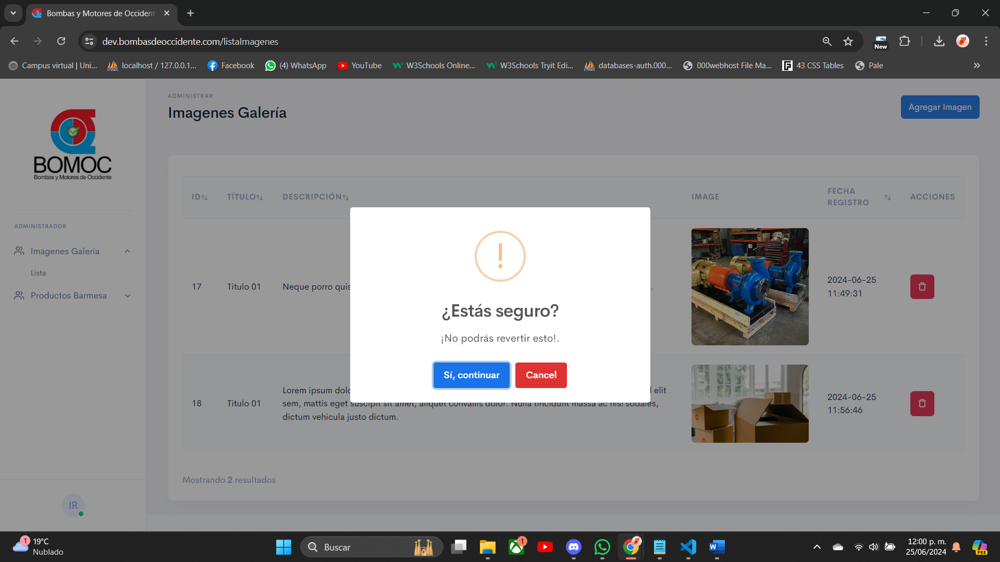 Bombas y Motores de Occident
dev.bombasdeoccidente.com/listaImagenes
New
Campus virtual | Uni...
localhost / 127.0.0.1...
Facebook
(4) WhatsApp
YouTube
W3Schools Online...
W3Schools Tryit Edi...
databases-auth.000...
000webhost File Ma...
43 CSS Tables
Pale
BOMOC
Bombas y Motores de Occidente
ADMINISTRADOR
Imagenes Galería
Lista
Productos Barmesa
IR
ADMINISTRAR
Imagenes Galería
Agregar Imagen
ID
TÍTULO
DESCRIPCIÓN
IMAGE
FECHA
REGISTRO
ACCIONES
17
Titulo 01
Neque porro quis
.
2024-06-25
11:49:31
18
Titulo 01
Lorem ipsum dolo
l elit
sem, mattis eget suscipit sit amet, aliquet convallis dolor. Nulla tincidunt massa ac nisi sodales,
dictum vehicula justo dictum.
2024-06-25
11:56:46
Mostrando 2 resultados
!
¿Estás seguro?
¡No podrás revertir esto!.
Sí, continuar
Cancel
1
19°C
Nublado
Buscar
1
12:00 p. m.
25/06/2024
PRE